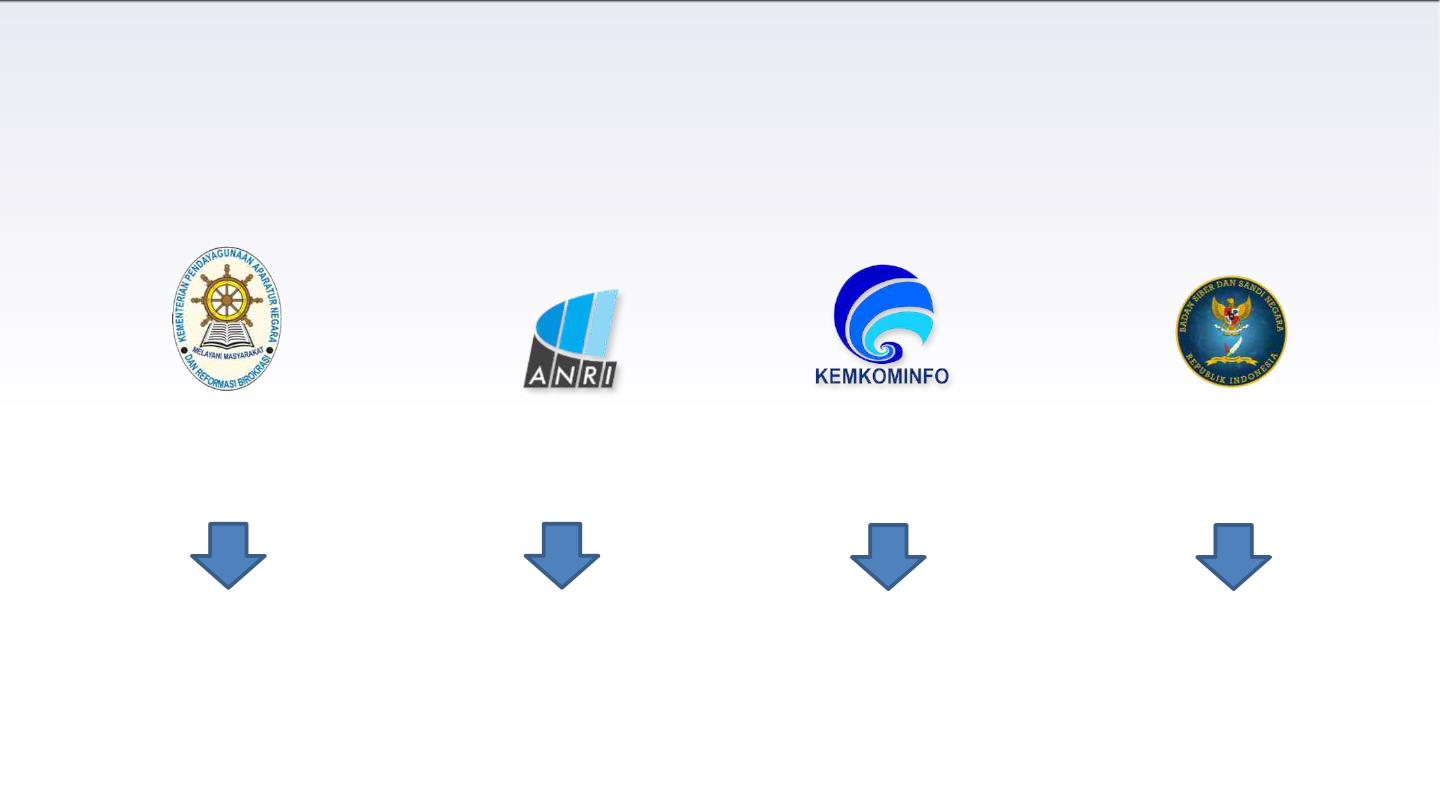 KEMENTERIAN PENDAYAGUNAAN APARATUR NEGARA
MELAYANI MASYARAKAT
DAN REFORMASI BIROKRASI
ANRI
KEMKOMINFO
BADAN SIBER DAN SANDI NEGARA
REPUBLIK INDONESIA